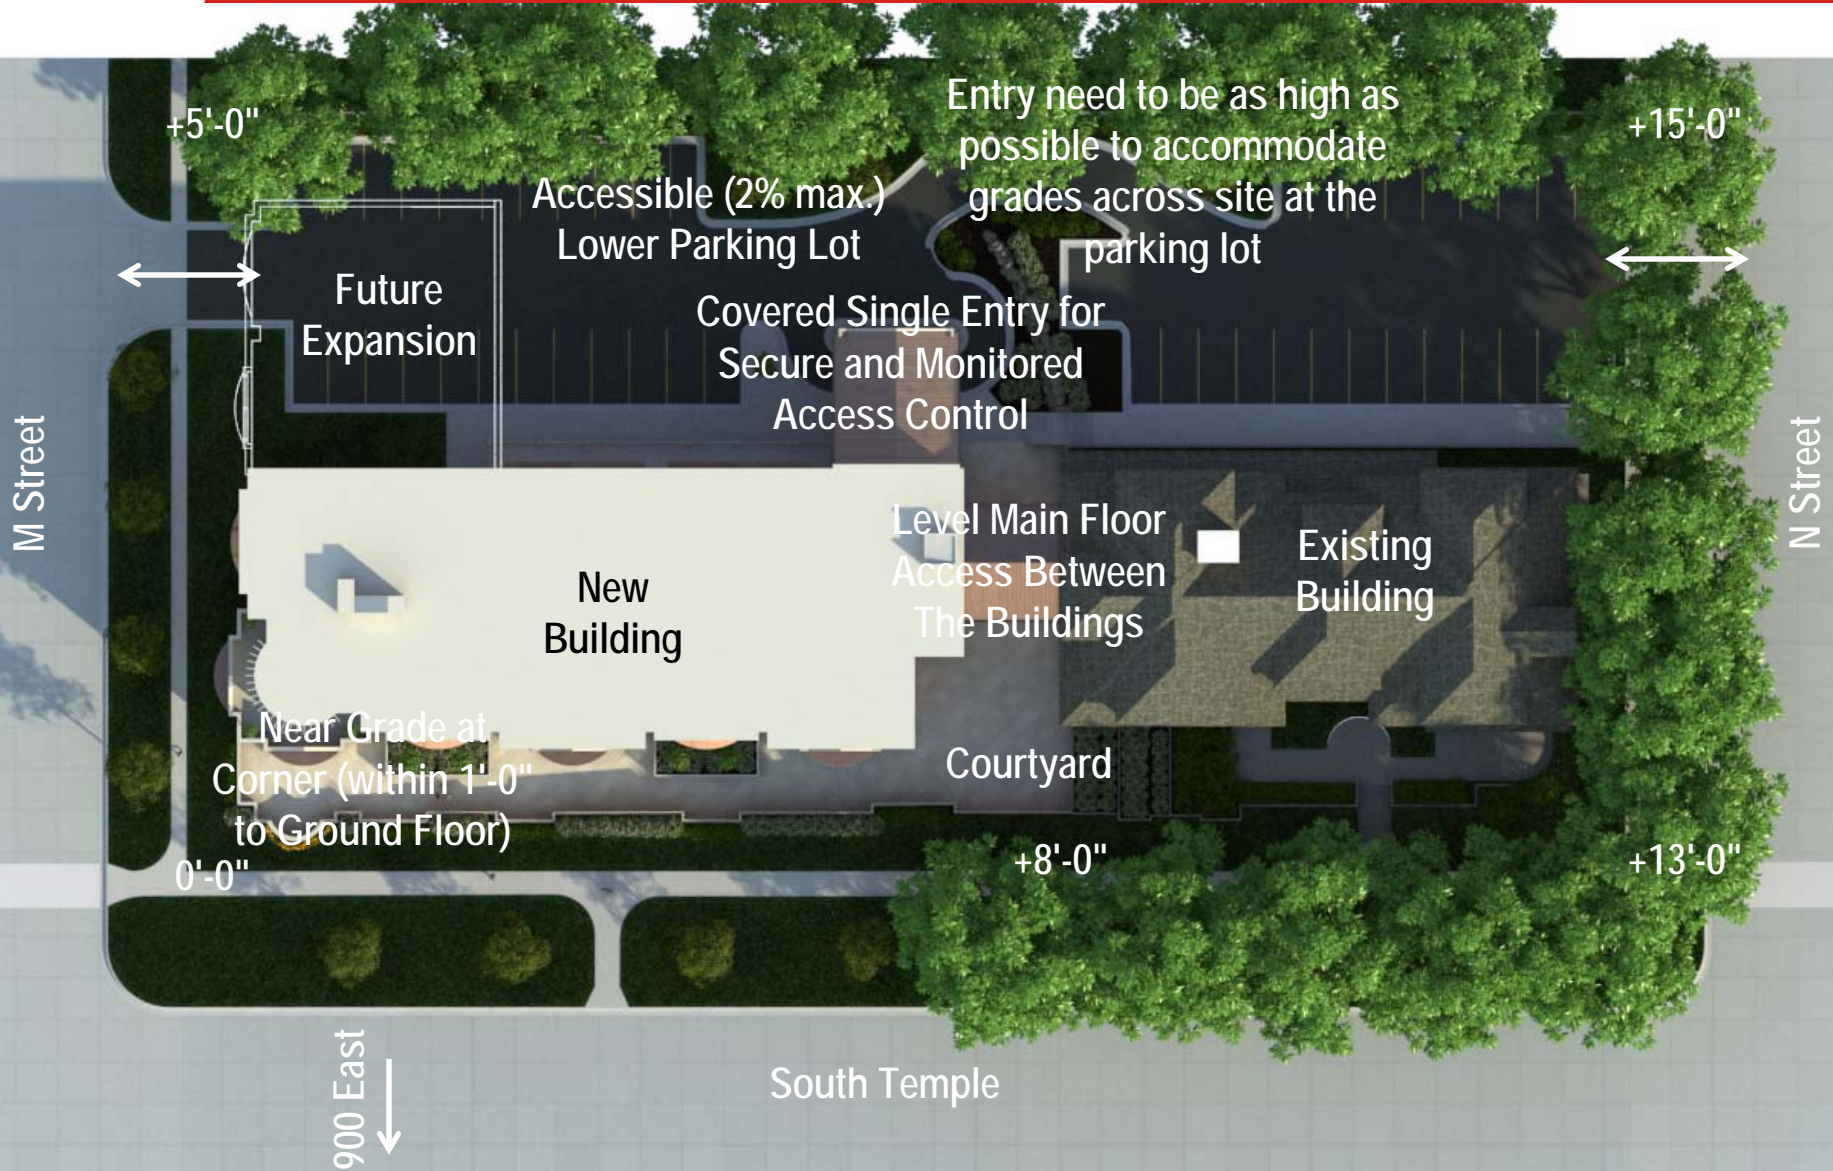 +5'-0"
Entry need to be as high as
possible to accommodate
grades across site at the
parking lot
+15'-0"
Accessible (2% max.)
Lower Parking Lot
Future
Expansion
Covered Single Entry for
Secure and Monitored
Access Control
M Street
N Street
New
Building
Level Main Floor
Access Between
The Buildings
Existing
Building
Near Grade at
Corner (within 1'-0"
to Ground Floor)
Courtyard
0'-0"
+8'-0"
+13'-0"
900 East
South Temple